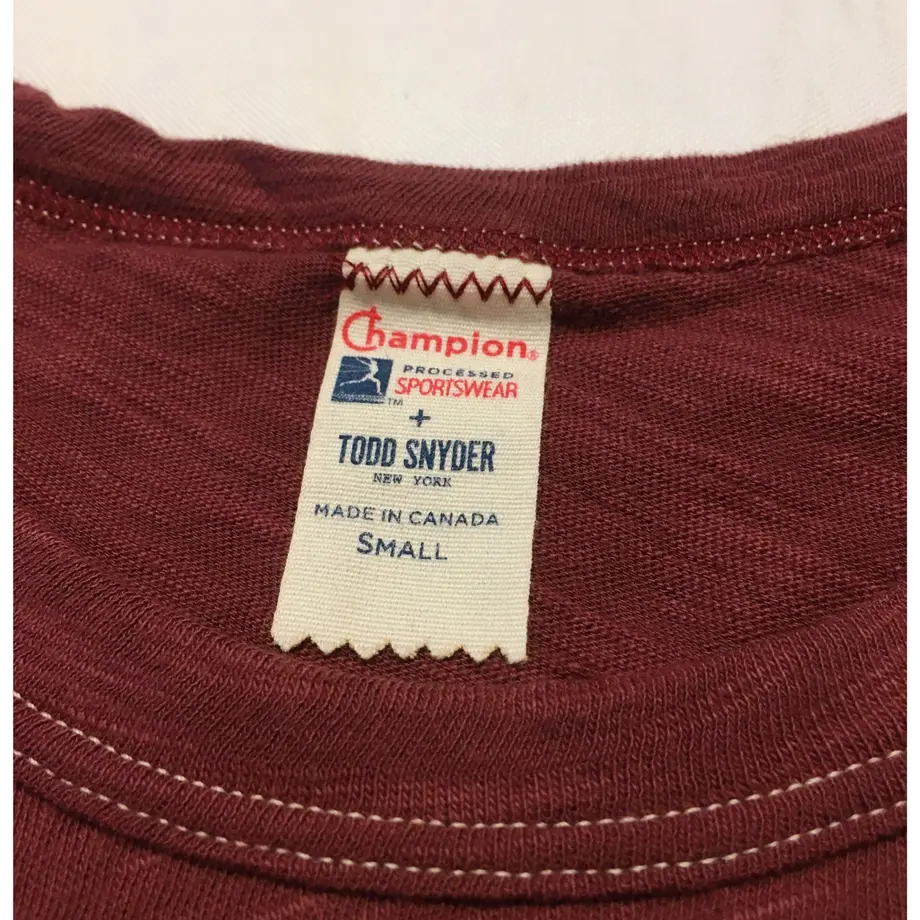 Champion®
PROCESSED
SPORTSWEAR
TM
+
TODD SNYDER
NEW YORK
MADE IN CANADA
SMALL